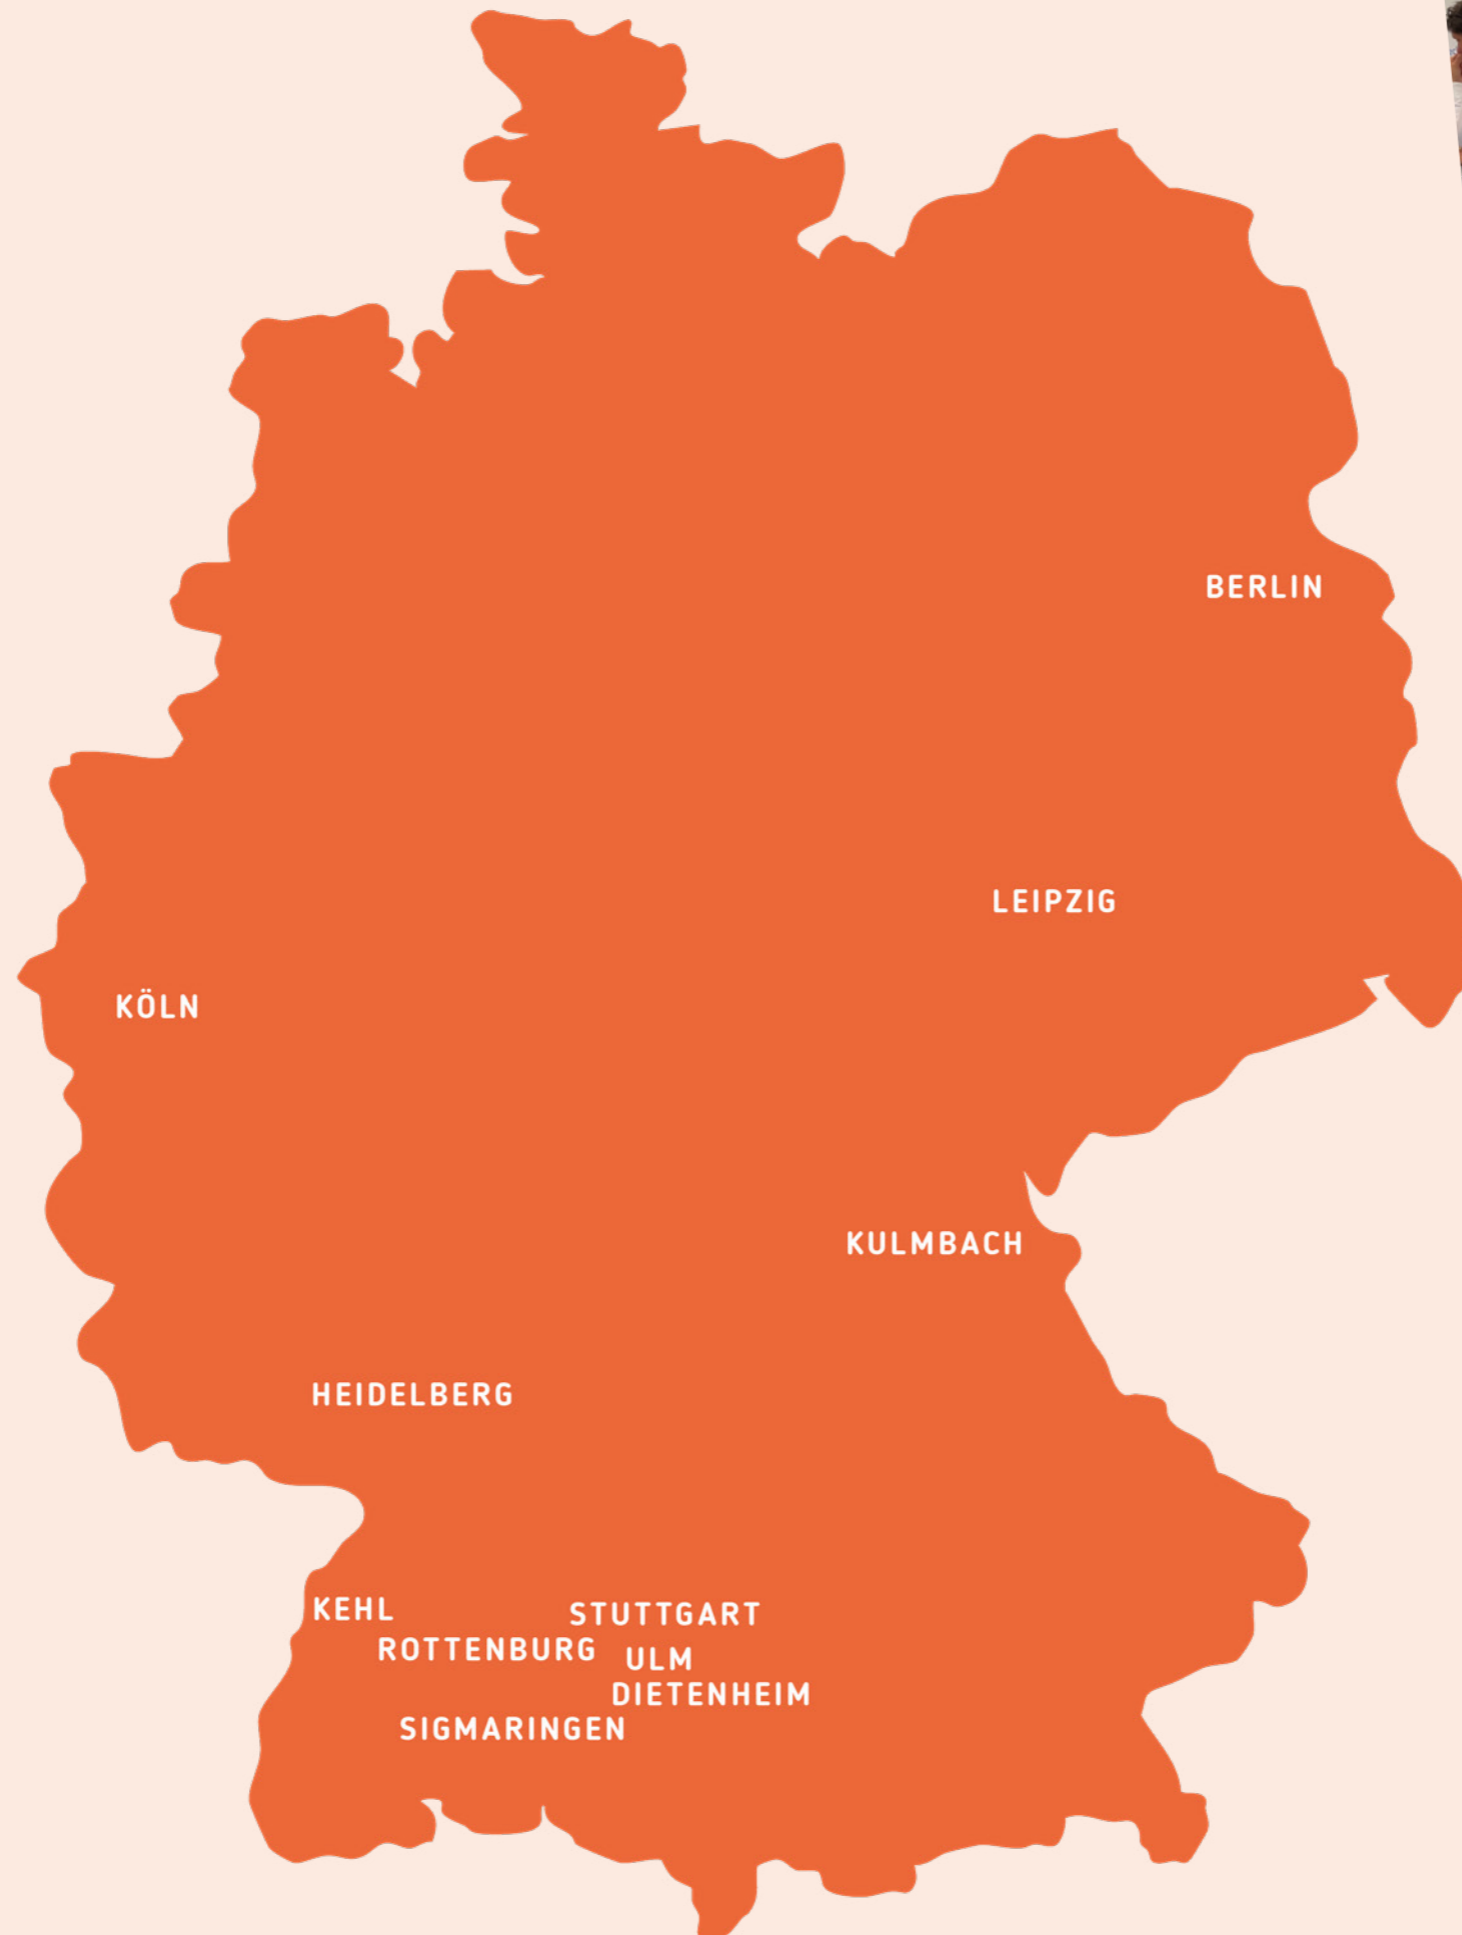 BERLIN
LEIPZIG
KÖLN
KULMBACH
HEIDELBERG
KEHL
STUTTGART
ROTTENBURG
ULM
DIETENHEIM
SIGMARINGEN